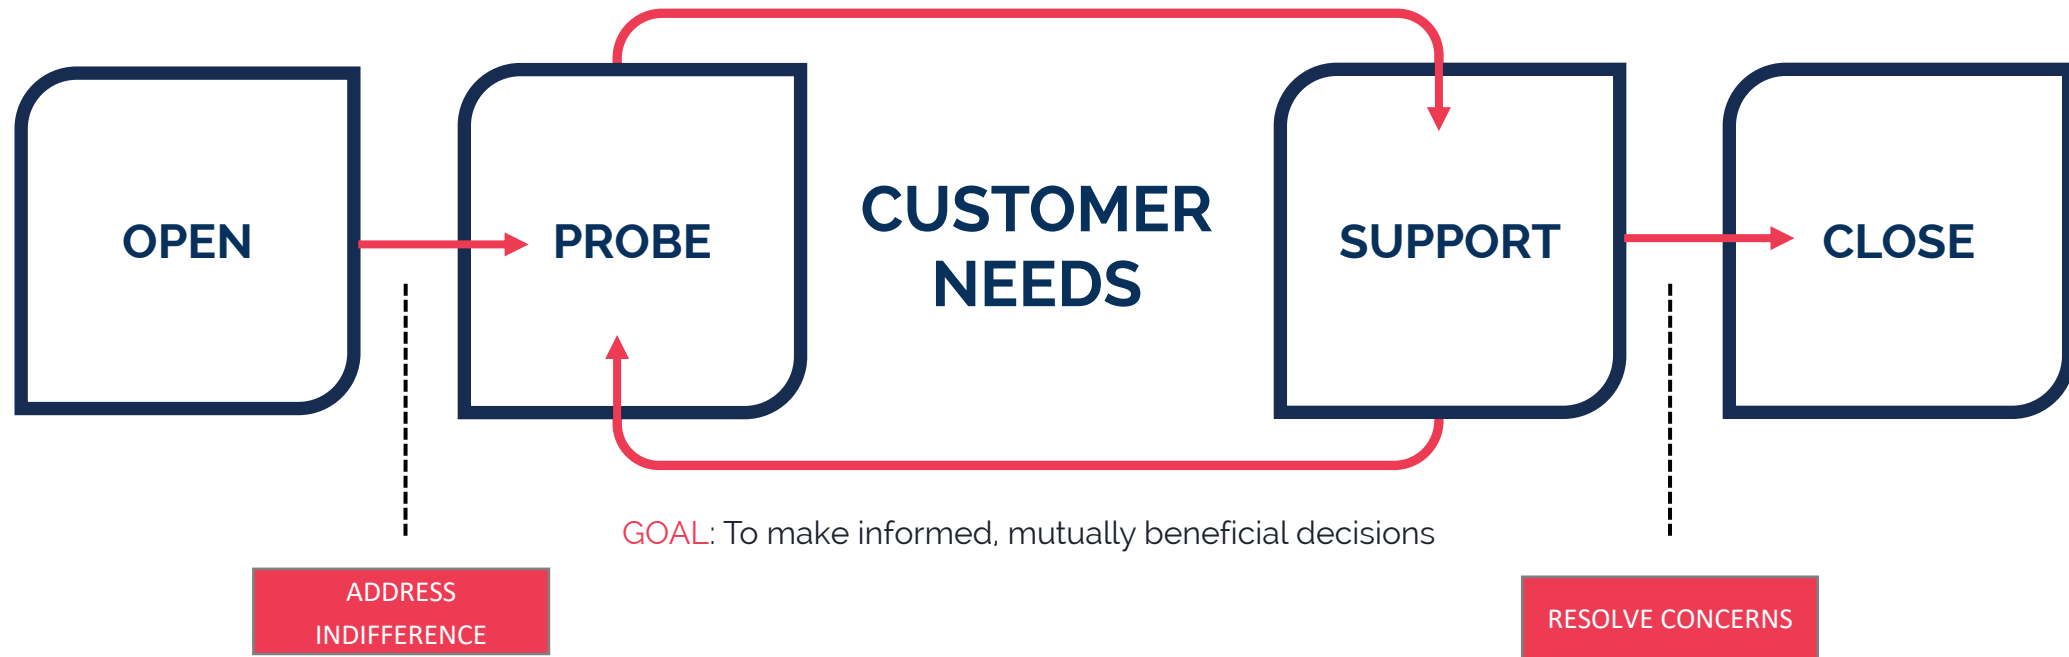 OPEN
PROBE
CUSTOMER
NEEDS
SUPPORT
CLOSE
GOAL: To make informed, mutually beneficial decisions
ADDRESS
INDIFFERENCE
RESOLVE CONCERNS